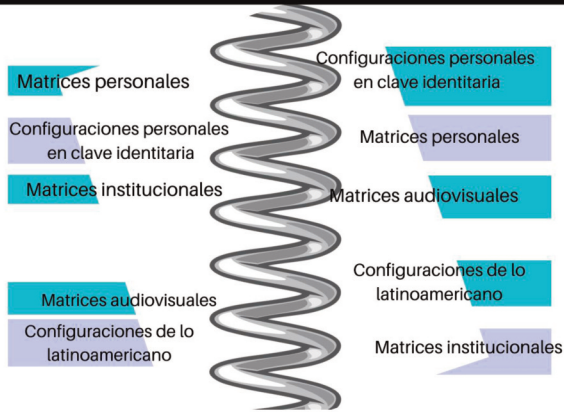 Matrices personales
Configuraciones personales
en clave identitaria
Matrices institucionales
Matrices audiovisuales
Configuraciones de lo
latinoamericano
Configuraciones personales
en clave identitaria
Matrices personales
Matrices audiovisuales
Configuraciones de lo
latinoamericano
Matrices institucionales